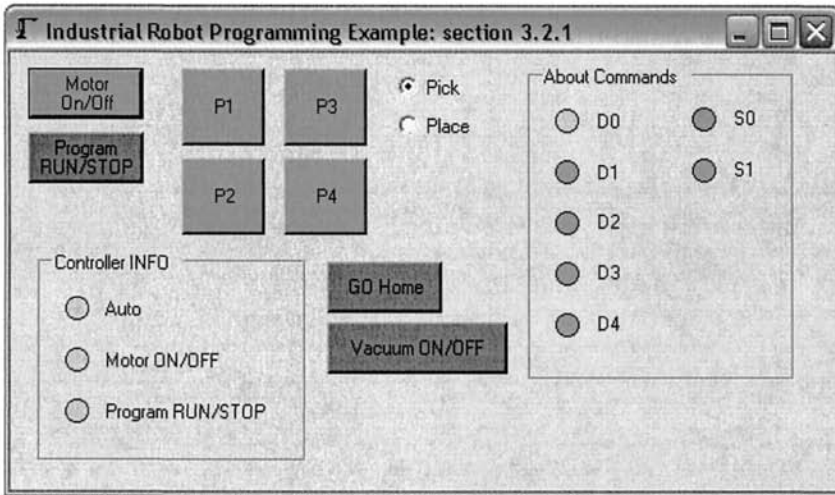 Industrial Robot Programming Example: section 3.2.1
Motor
On/Off
Program
RUN/STOP
P1
P3
P2
P4
Pick
Place
About Commands
D0
S0
D1
S1
D2
D3
D4
Controller INFO
Auto
Motor ON/OFF
Program RUN/STOP
GO Home
Vacuum ON/OFF